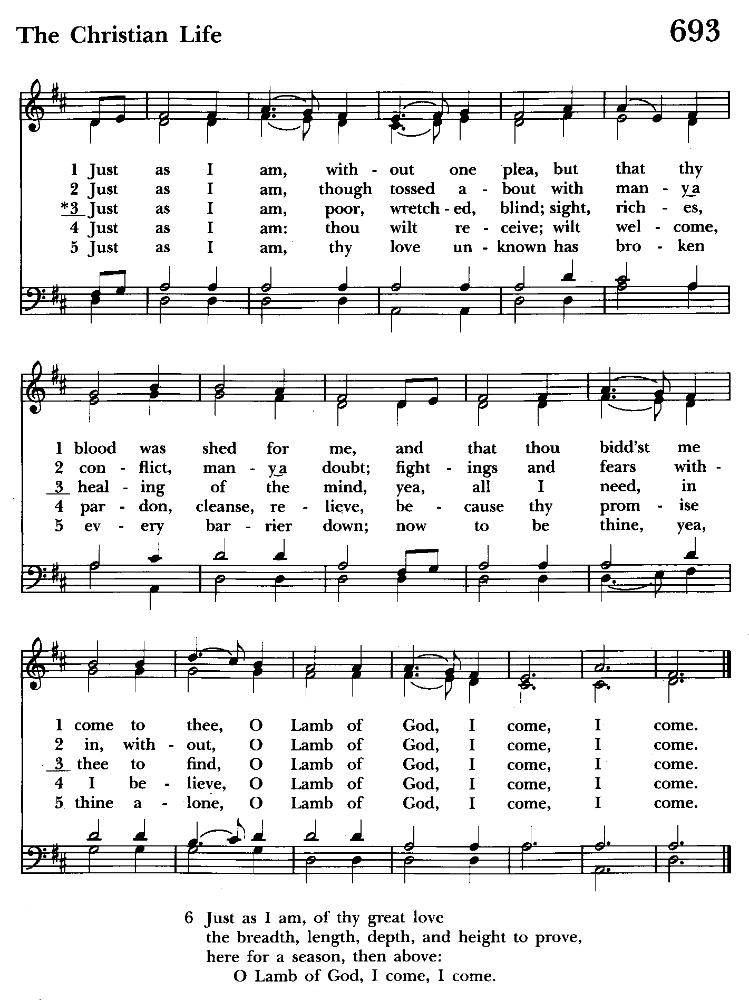 The Christian Life 693
1 Just as I am, with - out one plea, but that thy
2 Just as I am, though tossed a - bout with man - y a
*3 Just as I am, poor, wretch - ed, blind; sight, rich - es,
4 Just as I am: thou wilt re - ceive; wilt wel - come,
5 Just as I am, thy love un - known has bro - ken
1 blood was shed for me, and that thou bidd'st me
2 con - flict, man - y a doubt; fight - ings and fears with -
3 heal - ing of the mind, yea, all I need, in
4 par - don, cleanse, re - lieve, be - cause thy prom - ise
5 ev - ery bar - rier down; now to be thine, yea,
1 come to thee, O Lamb of God, I come, I come.
2 in, with - out, O Lamb of God, I come, I come.
3 thee to find, O Lamb of God, I come, I come.
4 I be - lieve, O Lamb of God, I come, I come.
5 thine a - lone, O Lamb of God, I come, I come.
6 Just as I am, of thy great love
the breadth, length, depth, and height to prove,
here for a season, then above:
O Lamb of God, I come, I come.